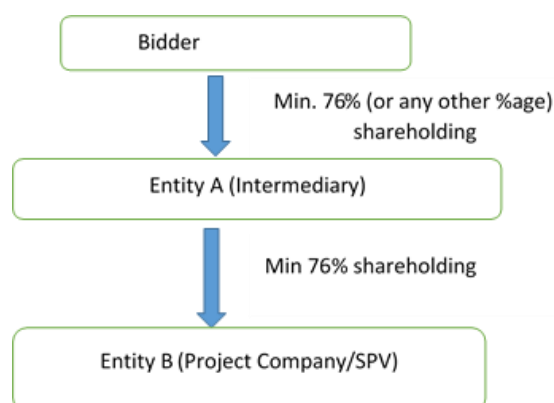 Bidder
Min. 76% (or any other %age)
shareholding
Entity A (Intermediary)
Min 76% shareholding
Entity B (Project Company/SPV)